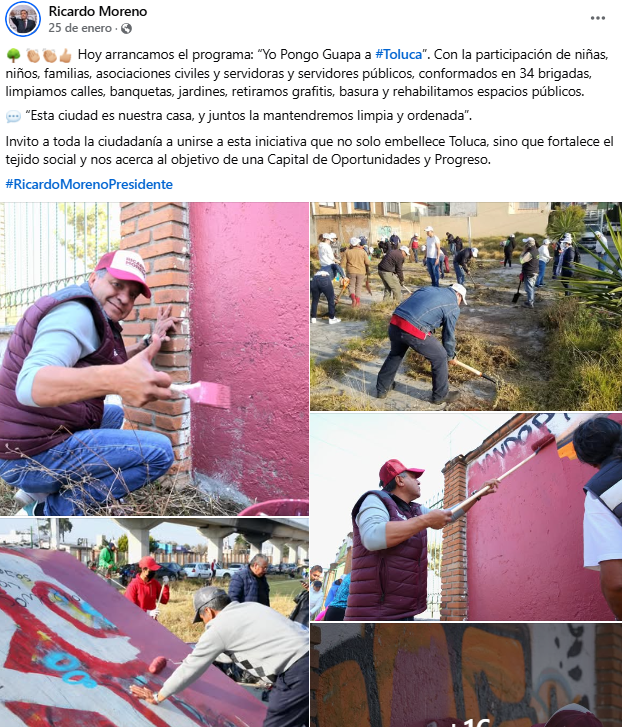 Ricardo Moreno
25 de enero ·
Hoy arrancamos el programa: “Yo Pongo Guapa a #Toluca”. Con la participación de niñas,
niños, familias, asociaciones civiles y servidoras y servidores públicos, conformados en 34 brigadas,
limpiamos calles, banquetas, jardines, retiramos grafitis, basura y rehabilitamos espacios públicos.
“Esta ciudad es nuestra casa, y juntos la mantendremos limpia y ordenada”.
Invito a toda la ciudadanía a unirse a esta iniciativa que no solo embellece Toluca, sino que fortalece el
tejido social y nos acerca al objetivo de una Capital de Oportunidades y Progreso.
#RicardoMorenoPresidente
RICARDO
MORENO
+16